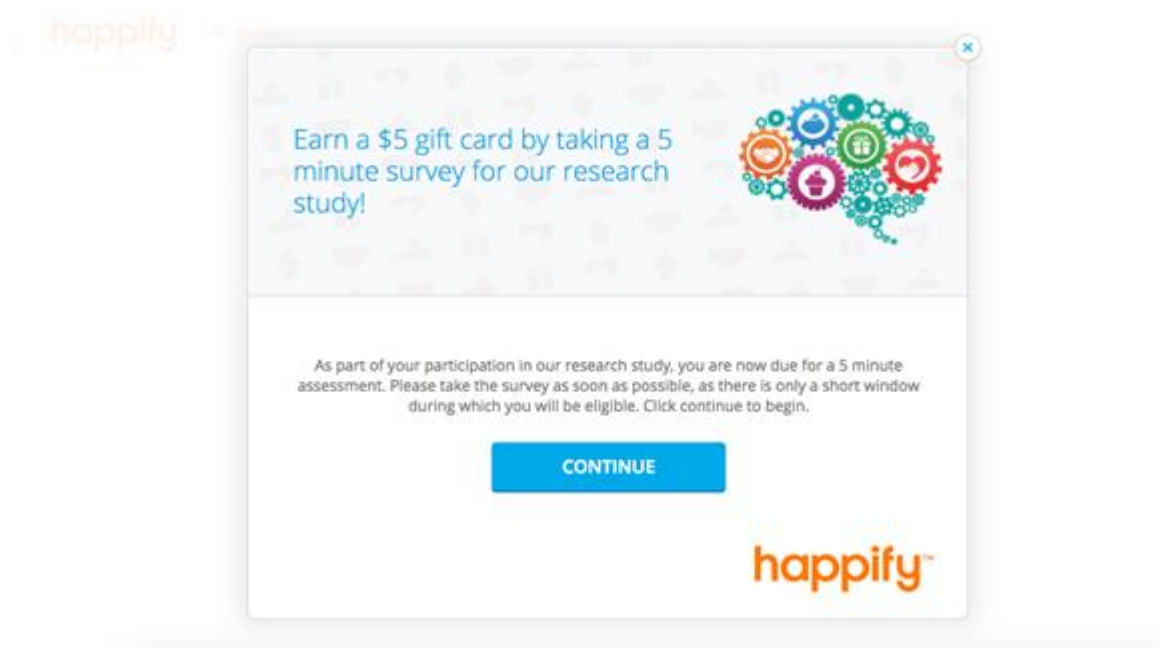 happify
Earn a $5 gift card by taking a 5
minute survey for our research
study!
As part of your participation in our research study, you are now due for a 5 minute
assessment. Please take the survey as soon as possible, as there is only a short window
during which you will be eligible. Click continue to begin.
CONTINUE
happify™